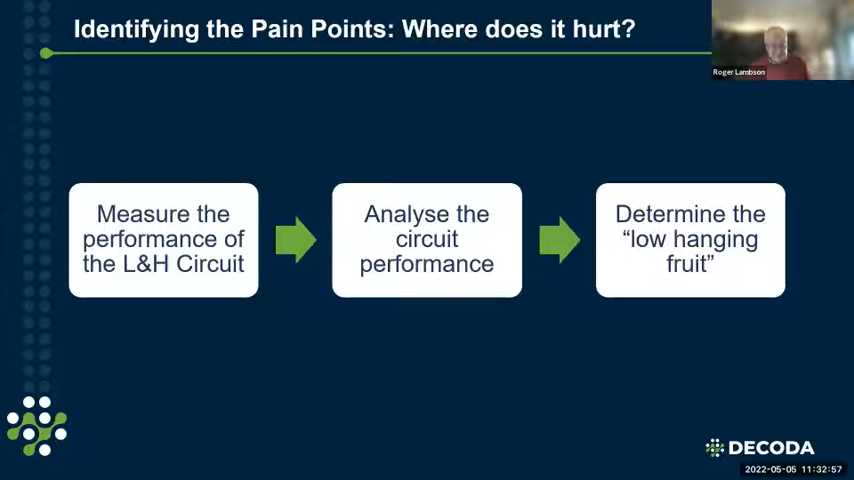 Identifying the Pain Points: Where does it hurt?
Roger Lambson
Measure the
performance of
the L&H Circuit
Analyse the
circuit
performance
Determine the
“low hanging
fruit”
DECODA
2022-05-05 11:32:57